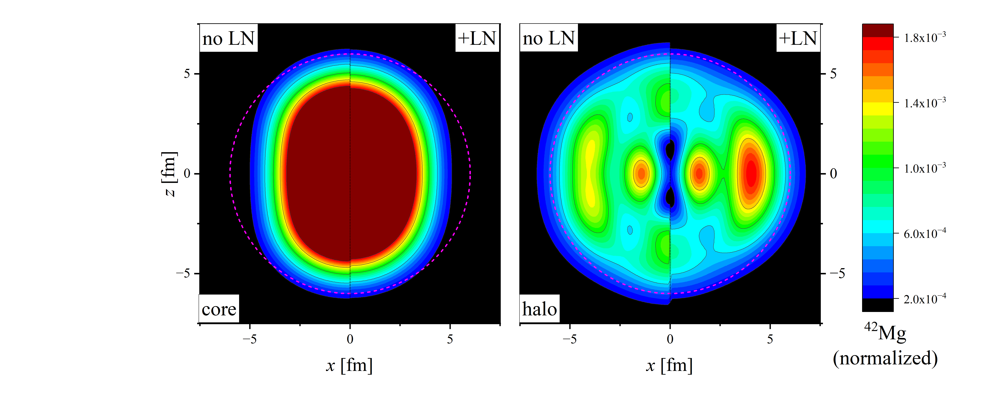 no LN
+LN
no LN
+LN
1.8x10⁻³
1.4x10⁻³
1.0x10⁻³
6.0x10⁻⁴
2.0x10⁻⁴
5
0
−5
z [fm]
5
0
−5
core
halo
−5
0
5
−5
0
5
x [fm]
x [fm]
⁴²Mg
(normalized)